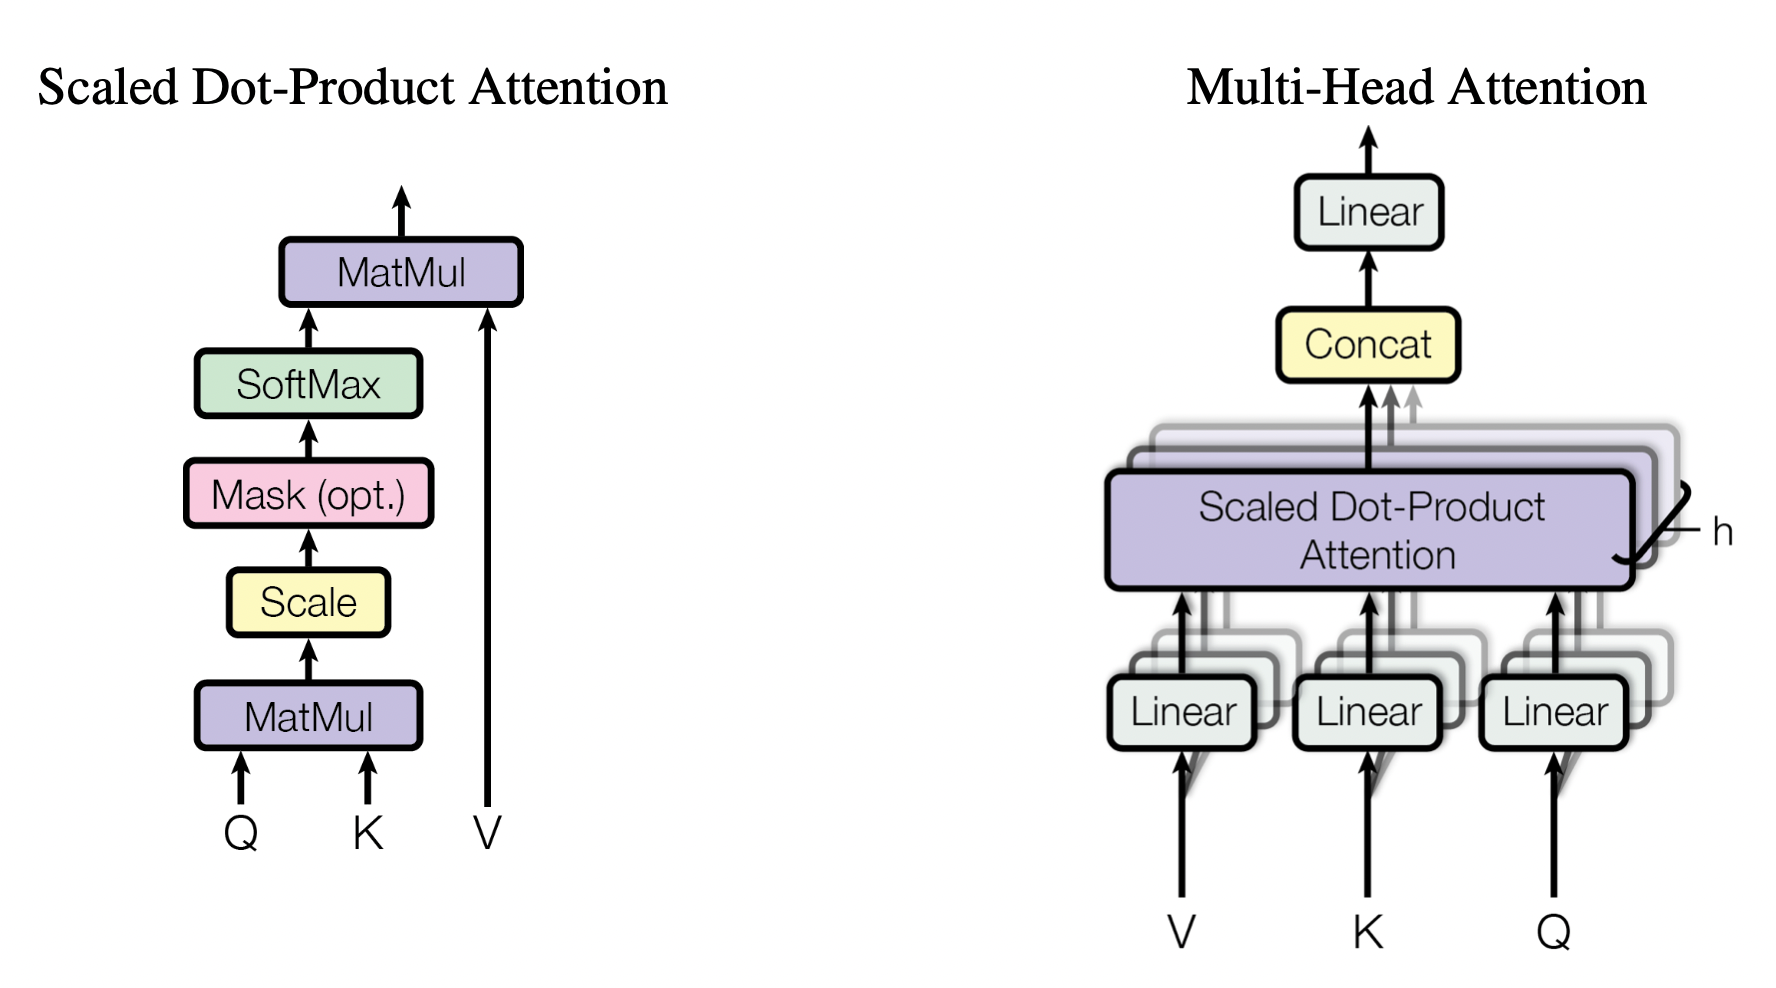 Scaled Dot-Product Attention
MatMul
SoftMax
Mask (opt.)
Scale
MatMul
Q K V
Multi-Head Attention
Linear
Concat
Scaled Dot-Product
Attention
h
Linear Linear Linear
V K Q